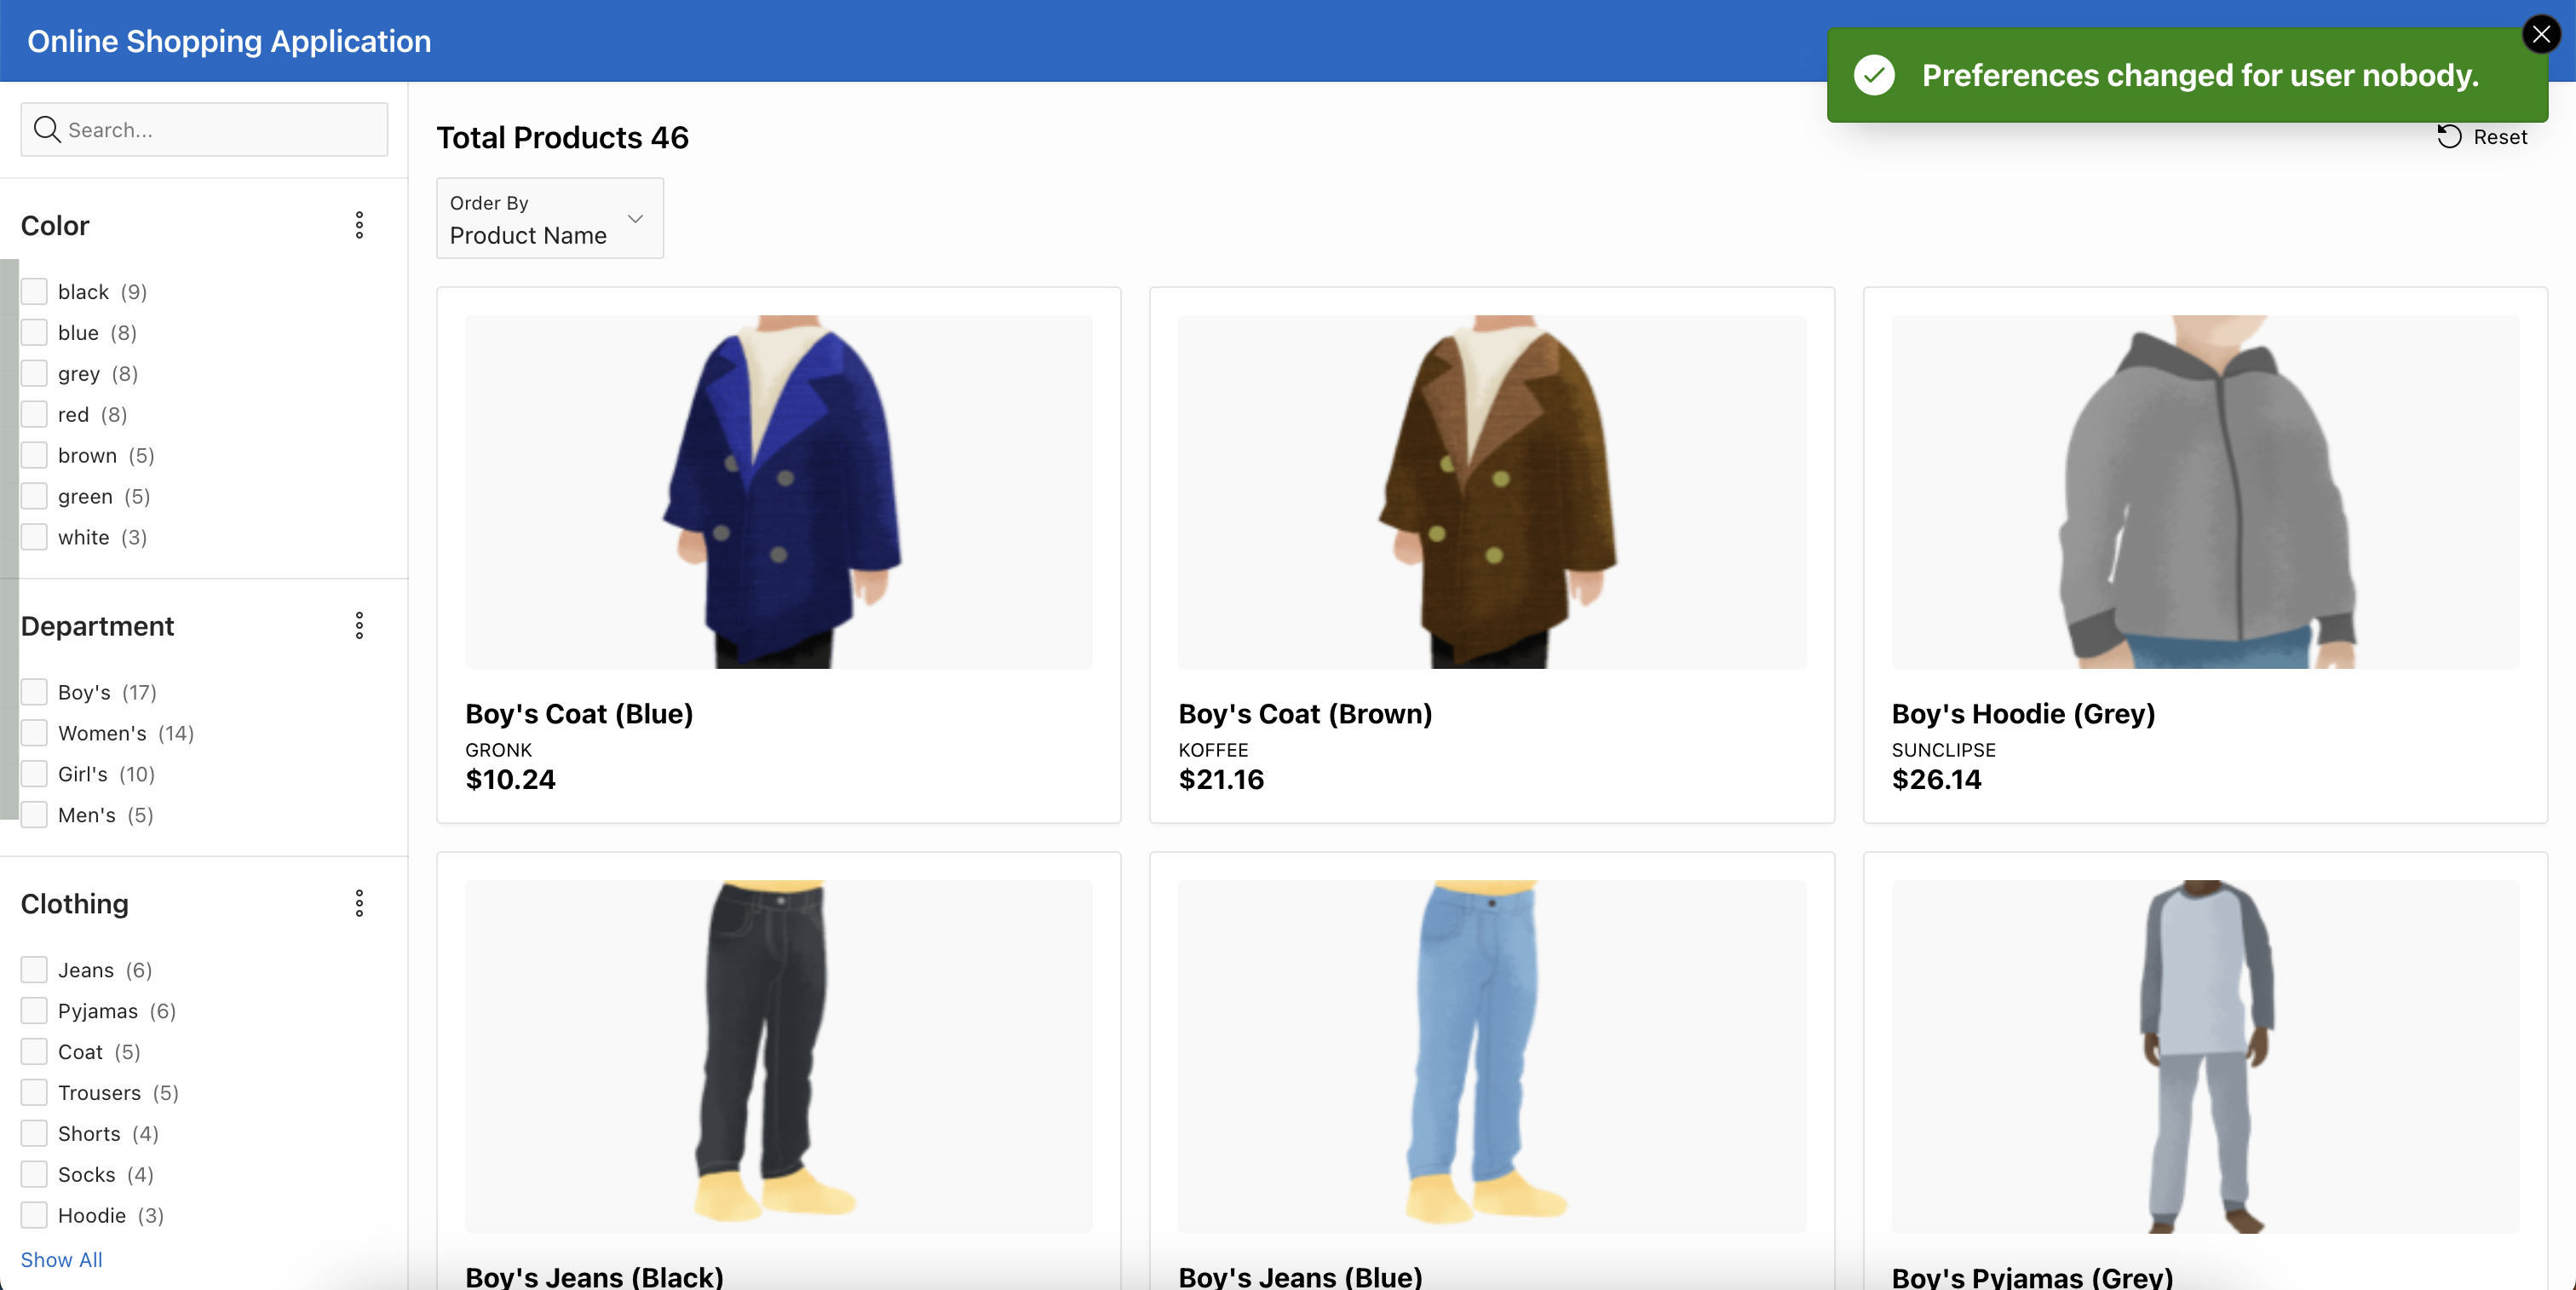 Online Shopping Application
Preferences changed for user nobody.
Search...
Total Products 46
Reset
Order By
Product Name
Color
black (9)
blue (8)
grey (8)
red (8)
brown (5)
green (5)
white (3)
Department
Boy's (17)
Women's (14)
Girl's (10)
Men's (5)
Clothing
Jeans (6)
Pyjamas (6)
Coat (5)
Trousers (5)
Shorts (4)
Socks (4)
Hoodie (3)
Show All
Boy's Coat (Blue)
GRONK
$10.24
Boy's Coat (Brown)
KOFFEE
$21.16
Boy's Hoodie (Grey)
SUNCLIPSE
$26.14
Boy's Jeans (Black)
Boy's Jeans (Blue)
Boy's Pyjamas (Grey)